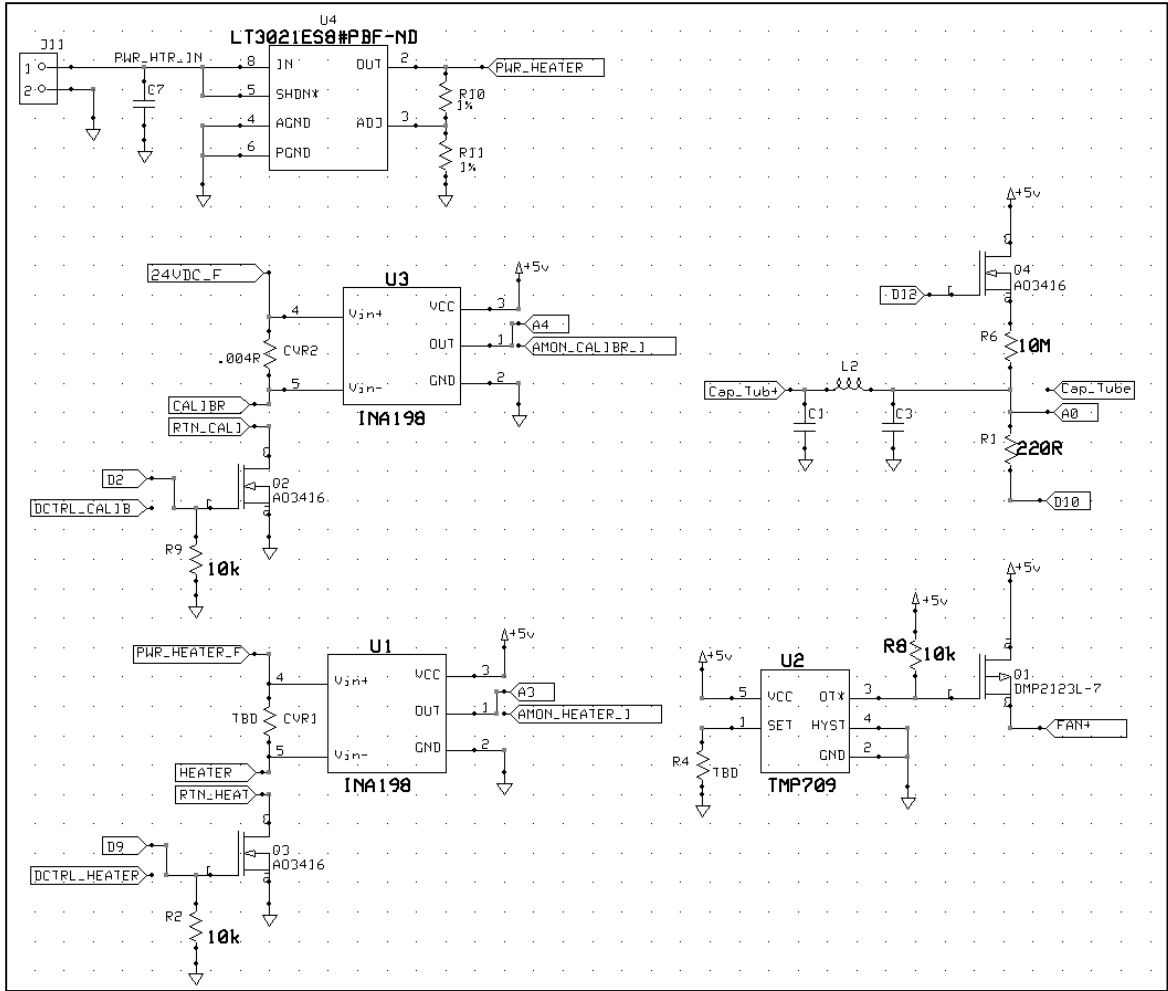 U4
LT3021ES8#PBF-ND
J11
1
2
PWR_HTR_IN
C7
8 IN OUT 2
PWR_HEATER
5 SHDN*
R10
1%
4 AGND ADJ 3
6 PGND
R11
1%
24VDC_F
U3
+5v
4 Vin+ VCC 3
.004R CVR2
OUT 1
A4
AMON_CALIBR_I
5 Vin- GND 2
INA198
CALIBR
RTN_CALI
D2
DCTRL_CALIB
Q2
AO3416
R9
10k
+5v
Q4
AO3416
D12
R6
10M
L2
Cap_Tub+
Cap_Tube
A0
C1
C3
R1
220R
D10
PWR_HEATER_F
U1
+5v
4 Vin+ VCC 3
TBD CVR1
OUT 1
A3
AMON_HEATER_I
5 Vin- GND 2
INA198
HEATER
RTN_HEAT
D9
DCTRL_HEATER
Q3
AO3416
R2
10k
+5v
+5v
+5v
R8
10k
U2
5 VCC OT* 3
1 SET HYST 4
GND 2
TMP709
R4
TBD
Q1
DMP2123L-7
FAN+